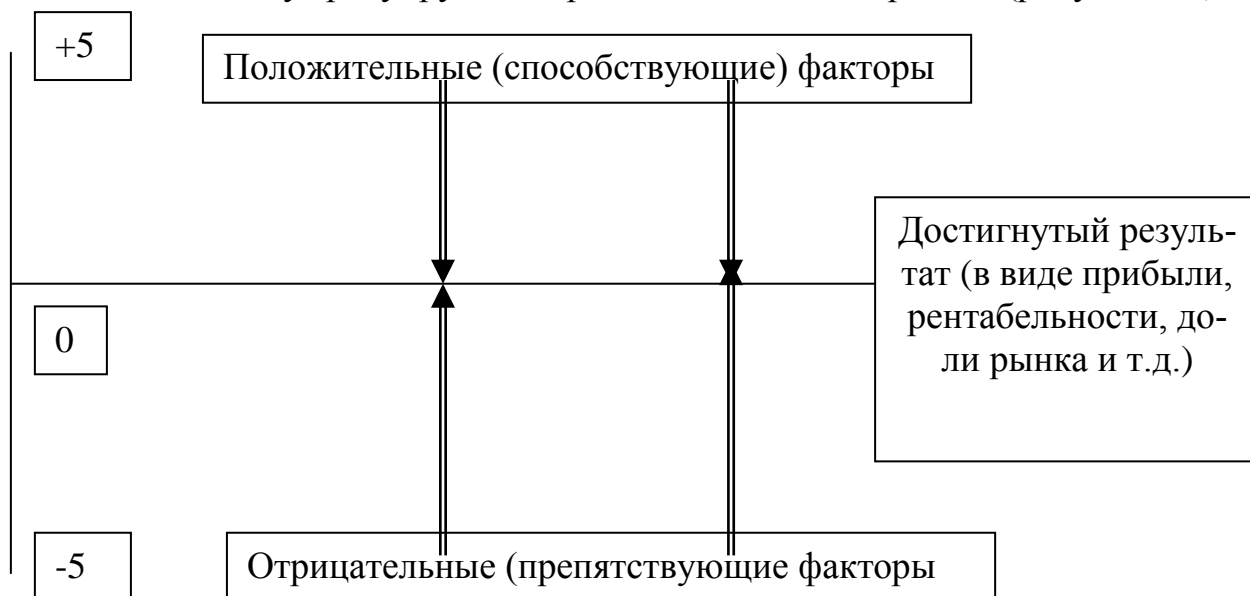 +5
Положительные (способствующие) факторы
Достигнутый резуль-
тат (в виде прибыли,
рентабельности, до-
ли рынка и т.д.)
0
-5
Отрицательные (препятствующие факторы